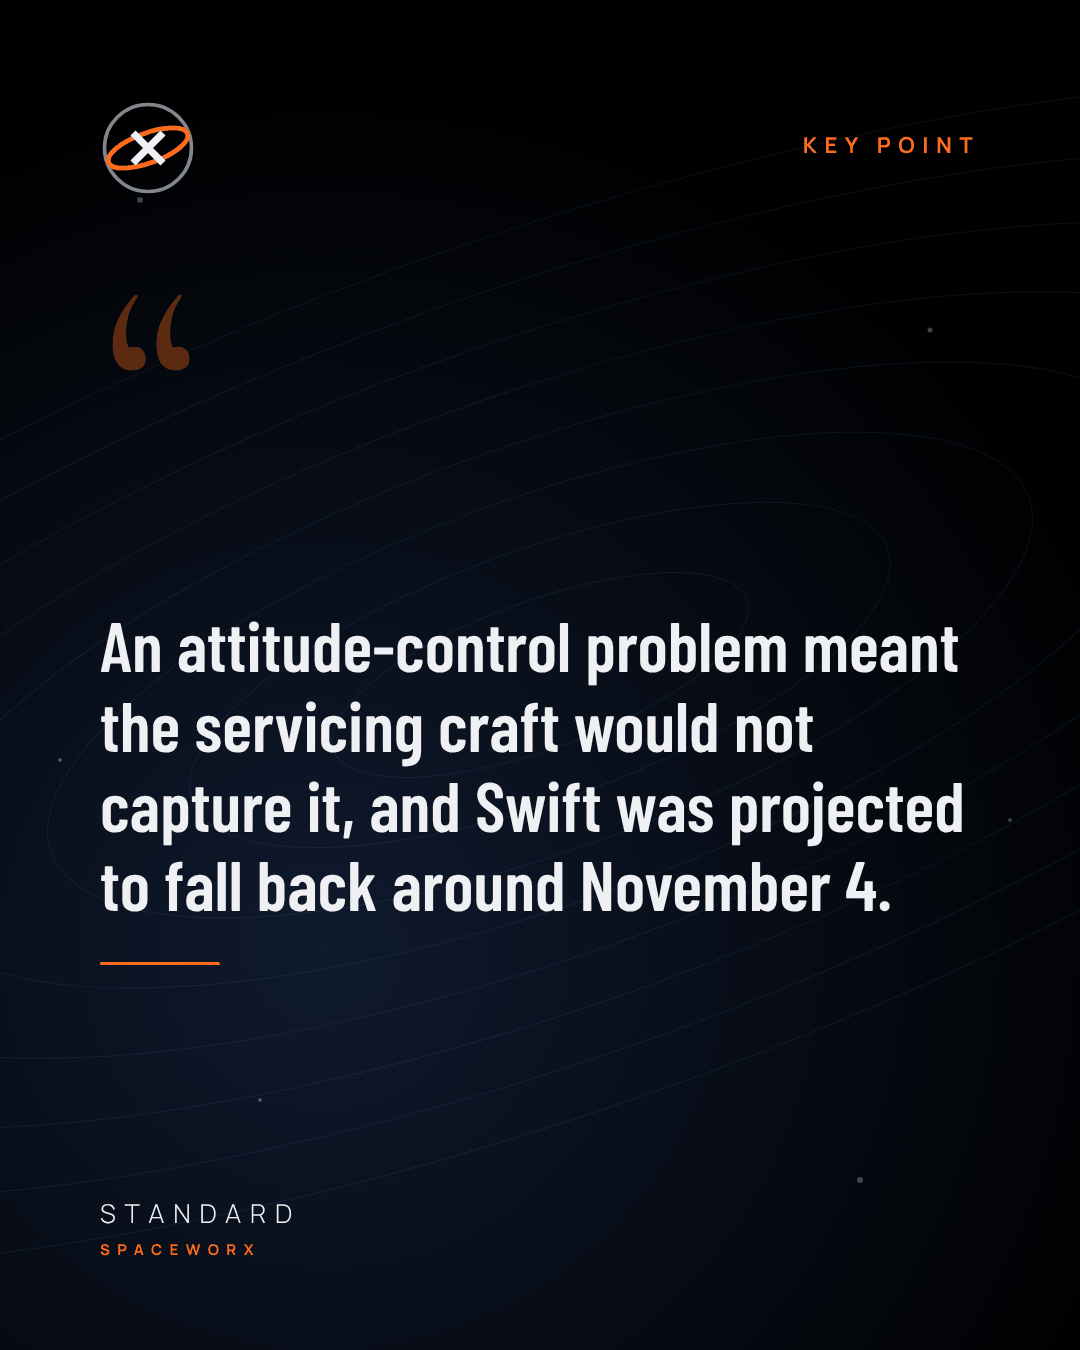 KEY POINT
“
An attitude-control problem meant
the servicing craft would not
capture it, and Swift was projected
to fall back around November 4.
STANDARD
SPACEWORX